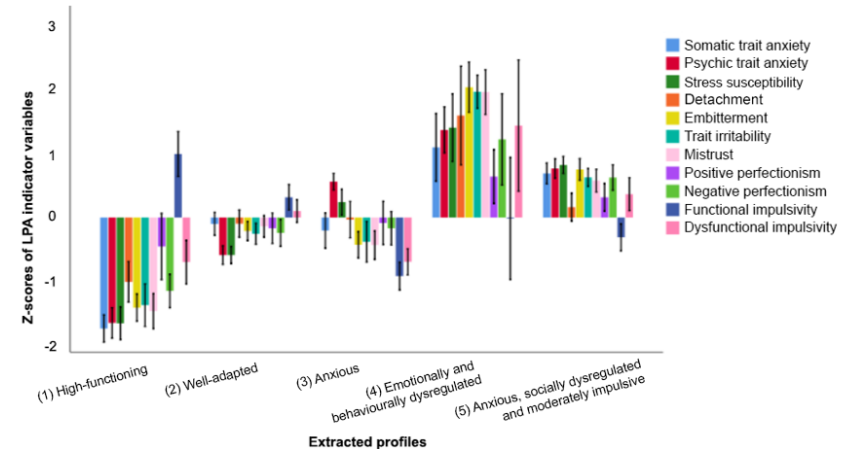 3
2
1
0
-1
-2
Z-scores of LPA indicator variables
Somatic trait anxiety
Psychic trait anxiety
Stress susceptibility
Detachment
Embitterment
Trait irritability
Mistrust
Positive perfectionism
Negative perfectionism
Functional impulsivity
Dysfunctional impulsivity
(1) High-functioning
(2) Well-adapted
(3) Anxious
(4) Emotionally and
behaviourally dysregulated
(5) Anxious, socially dysregulated
and moderately impulsive
Extracted profiles